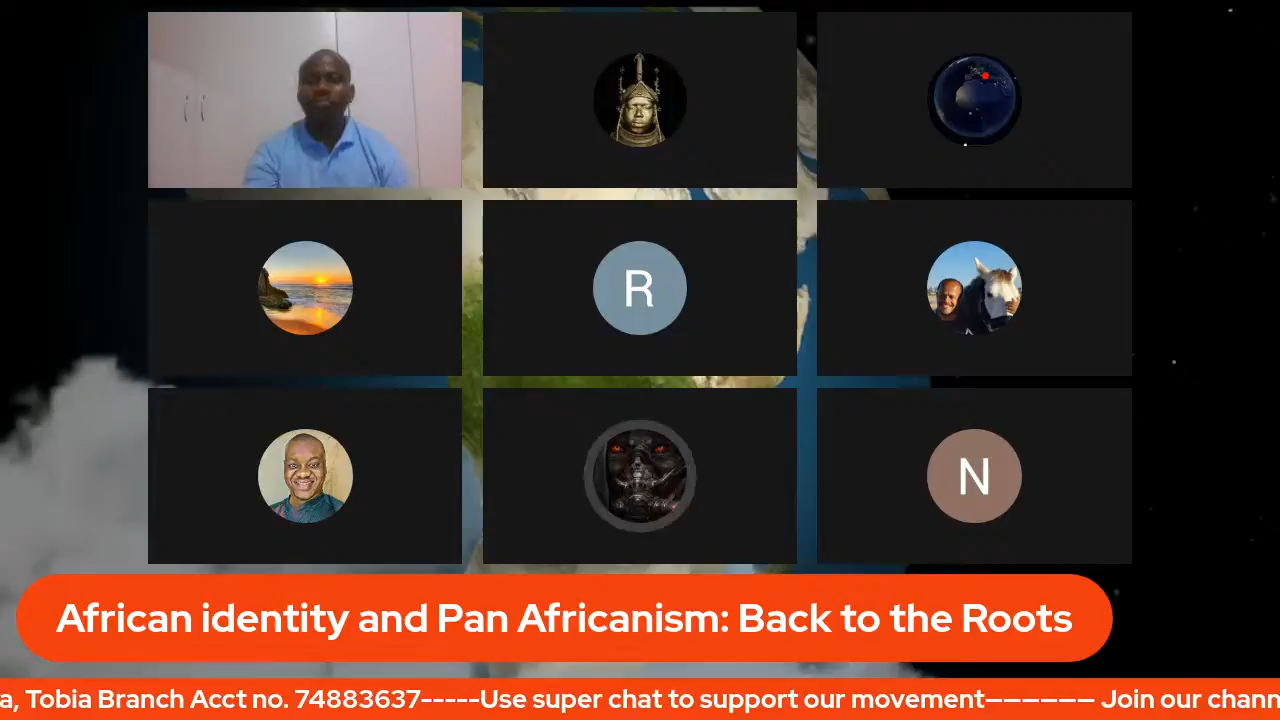 R
N
African identity and Pan Africanism: Back to the Roots
a, Tobia Branch Acct no. 74883637-----Use super chat to support our movement—————— Join our chann